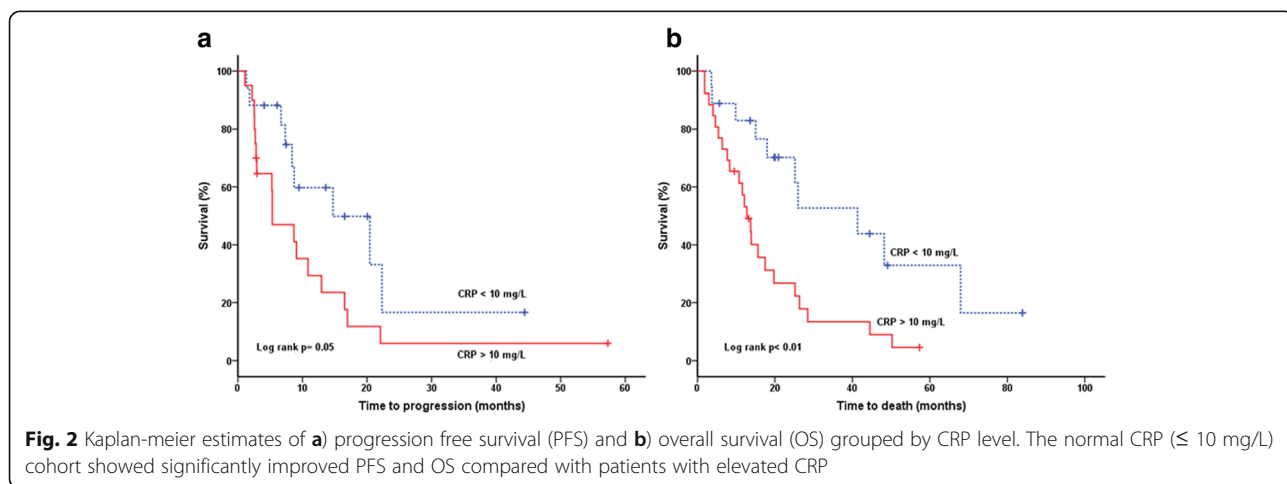 a
b
100
80
60
40
20
0
Survival (%)
CRP < 10 mg/L
Log rank p= 0.05
CRP > 10 mg/L
0 10 20 30 40 50 60
Time to progression (months)
100
80
60
40
20
0
Survival (%)
CRP < 10 mg/L
CRP > 10 mg/L
Log rank p< 0.01
0 20 40 60 80 100
Time to death (months)
Fig. 2 Kaplan-meier estimates of a) progression free survival (PFS) and b) overall survival (OS) grouped by CRP level. The normal CRP (≤ 10 mg/L)
cohort showed significantly improved PFS and OS compared with patients with elevated CRP